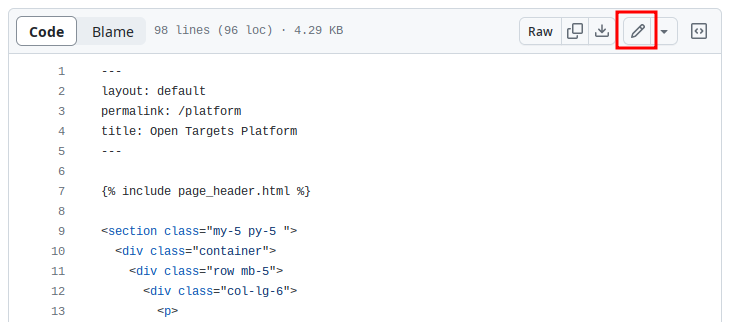 Code Blame 98 lines (96 loc) · 4.29 KB Raw
1 ---
2 layout: default
3 permalink: /platform
4 title: Open Targets Platform
5 ---
6
7 {% include page_header.html %}
8
9 <section class="my-5 py-5 ">
10   <div class="container">
11     <div class="row mb-5">
12       <div class="col-lg-6">
13         <p>